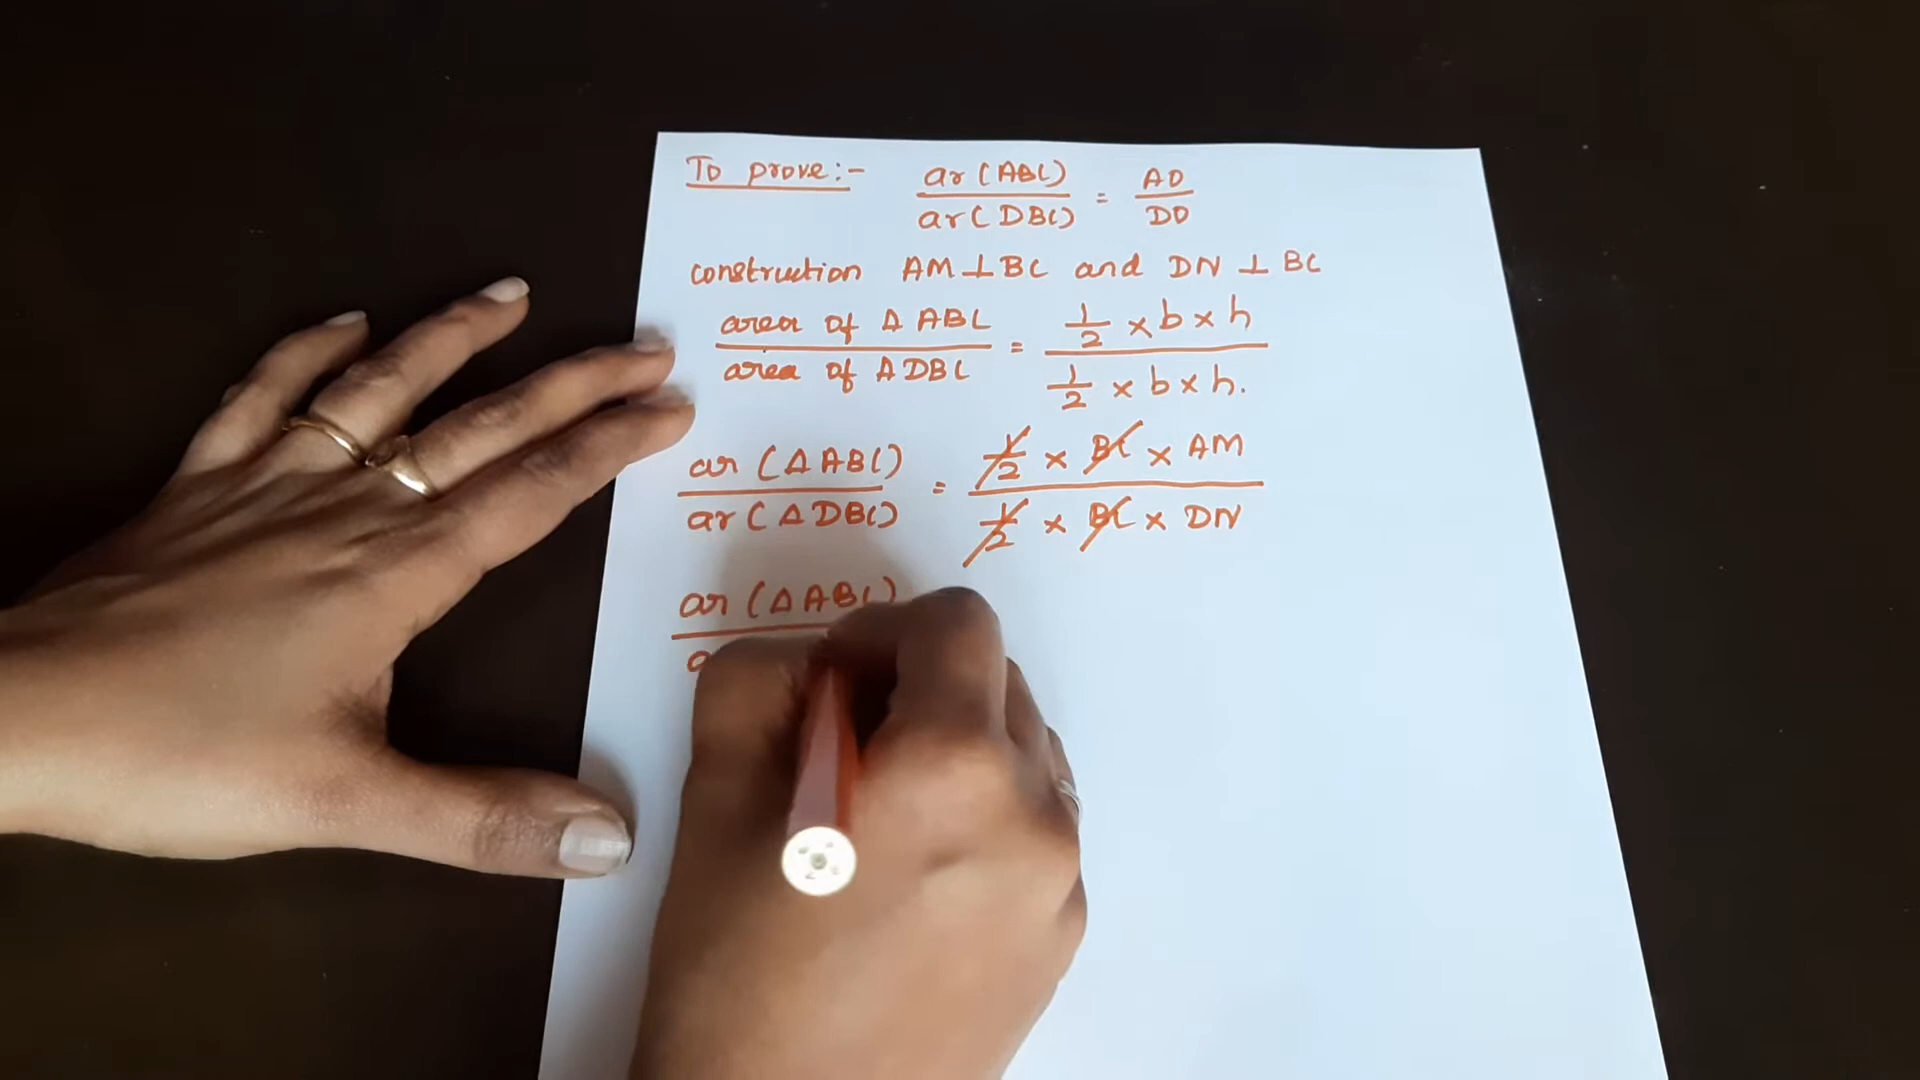 To prove:- ar(ABC) / ar(DBC) = AO / DO
construction AM ⊥ BC and DN ⊥ BC
area of Δ ABC / area of Δ DBC = 1/2 × b × h / 1/2 × b × h.
ar (Δ ABC) / ar (Δ DBC) = 1/2 × BC × AM / 1/2 × BC × DN
ar (Δ ABC)